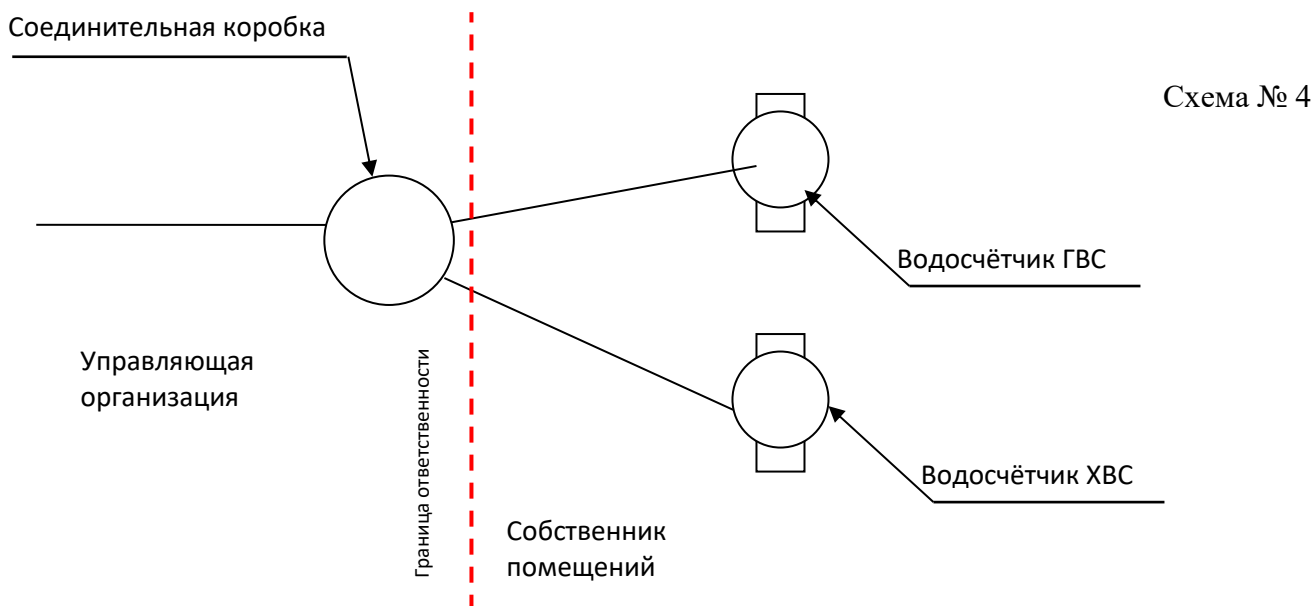 Соединительная коробка
Схема № 4
Водосчётчик ГВС
Управляющая
организация
Граница ответственности
Водосчётчик ХВС
Собственник
помещений